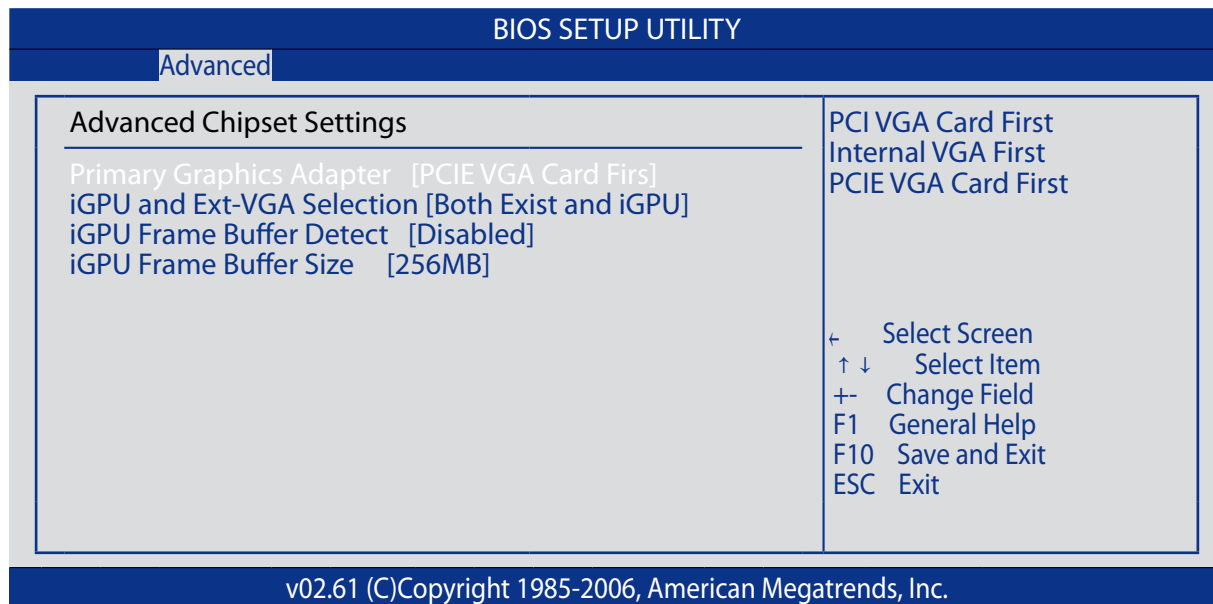 BIOS SETUP UTILITY
Advanced
Advanced Chipset Settings
Primary Graphics Adapter [PCIE VGA Card Firs]
iGPU and Ext-VGA Selection [Both Exist and iGPU]
iGPU Frame Buffer Detect [Disabled]
iGPU Frame Buffer Size [256MB]
PCI VGA Card First
Internal VGA First
PCIE VGA Card First
← Select Screen
↑ ↓ Select Item
+- Change Field
F1 General Help
F10 Save and Exit
ESC Exit
v02.61 (C)Copyright 1985-2006, American Megatrends, Inc.